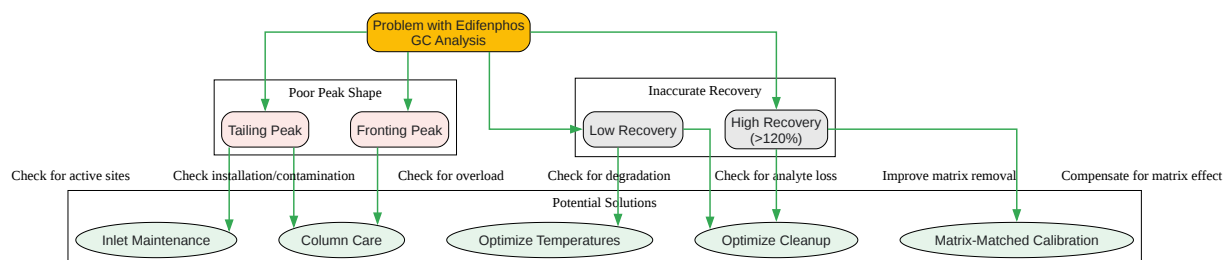 Problem with Edifenphos
GC Analysis
Poor Peak Shape
Inaccurate Recovery
Tailing Peak
Fronting Peak
Low Recovery
High Recovery
(>120%)
Check for active sites
Check installation/contamination
Check for overload
Check for degradation
Check for analyte loss
Improve matrix removal
Compensate for matrix effect
Potential Solutions
Inlet Maintenance
Column Care
Optimize Temperatures
Optimize Cleanup
Matrix-Matched Calibration